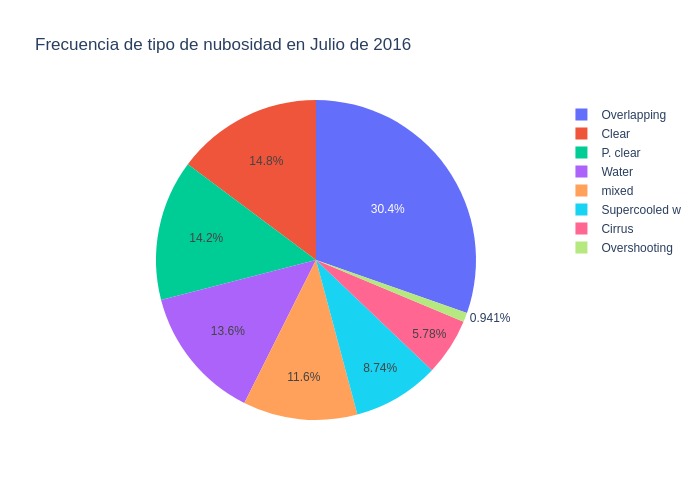 Frecuencia de tipo de nubosidad en Julio de 2016
Overlapping
Clear
P. clear
Water
mixed
Supercooled w
Cirrus
Overshooting
14.8%
30.4%
14.2%
13.6%
11.6%
8.74%
5.78%
0.941%